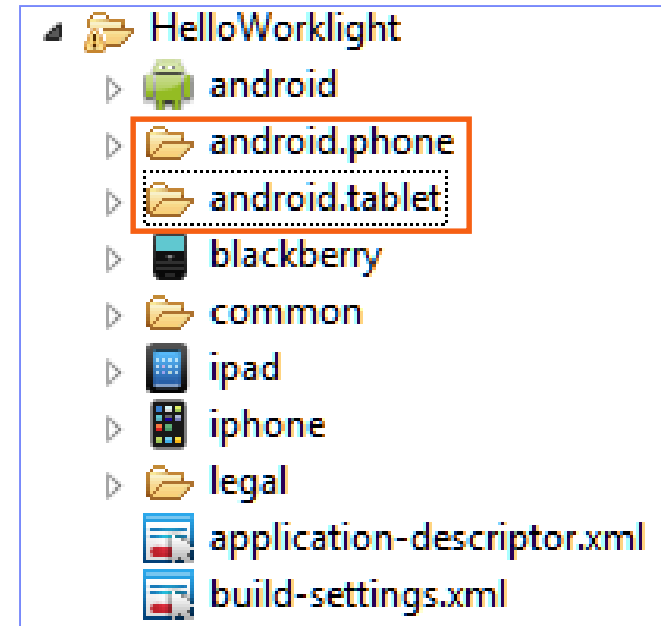 HelloWorklight
android
android.phone
android.tablet
blackberry
common
ipad
iphone
legal
application-descriptor.xml
build-settings.xml